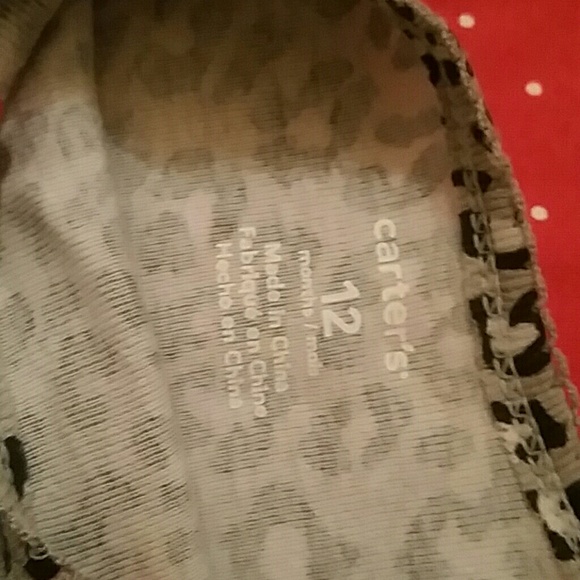 carter's
12
months / mois
Made in China
Fabriqué en Chine
Hecho en China